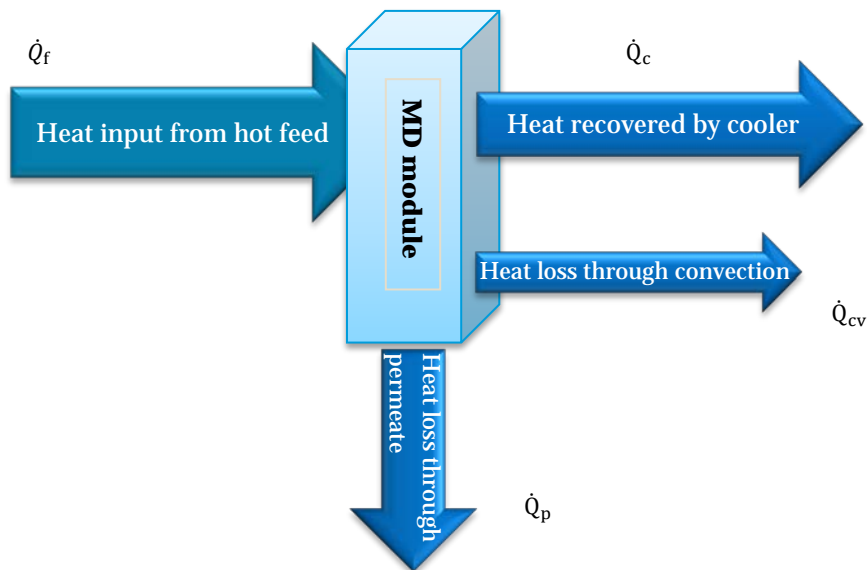 Q̇f
Q̇c
Heat input from hot feed
MD module
Heat recovered by cooler
Heat loss through convection
Q̇cv
Heat loss through
permeate
Q̇p